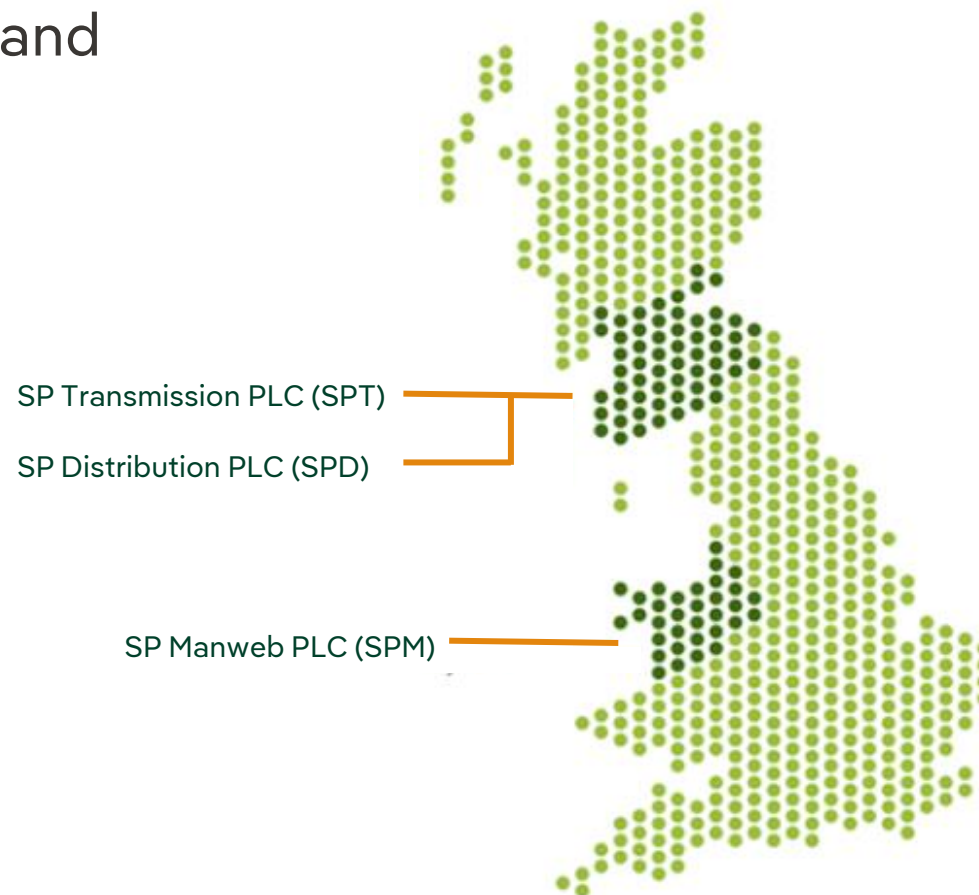 and
SP Transmission PLC (SPT)
SP Distribution PLC (SPD)
SP Manweb PLC (SPM)